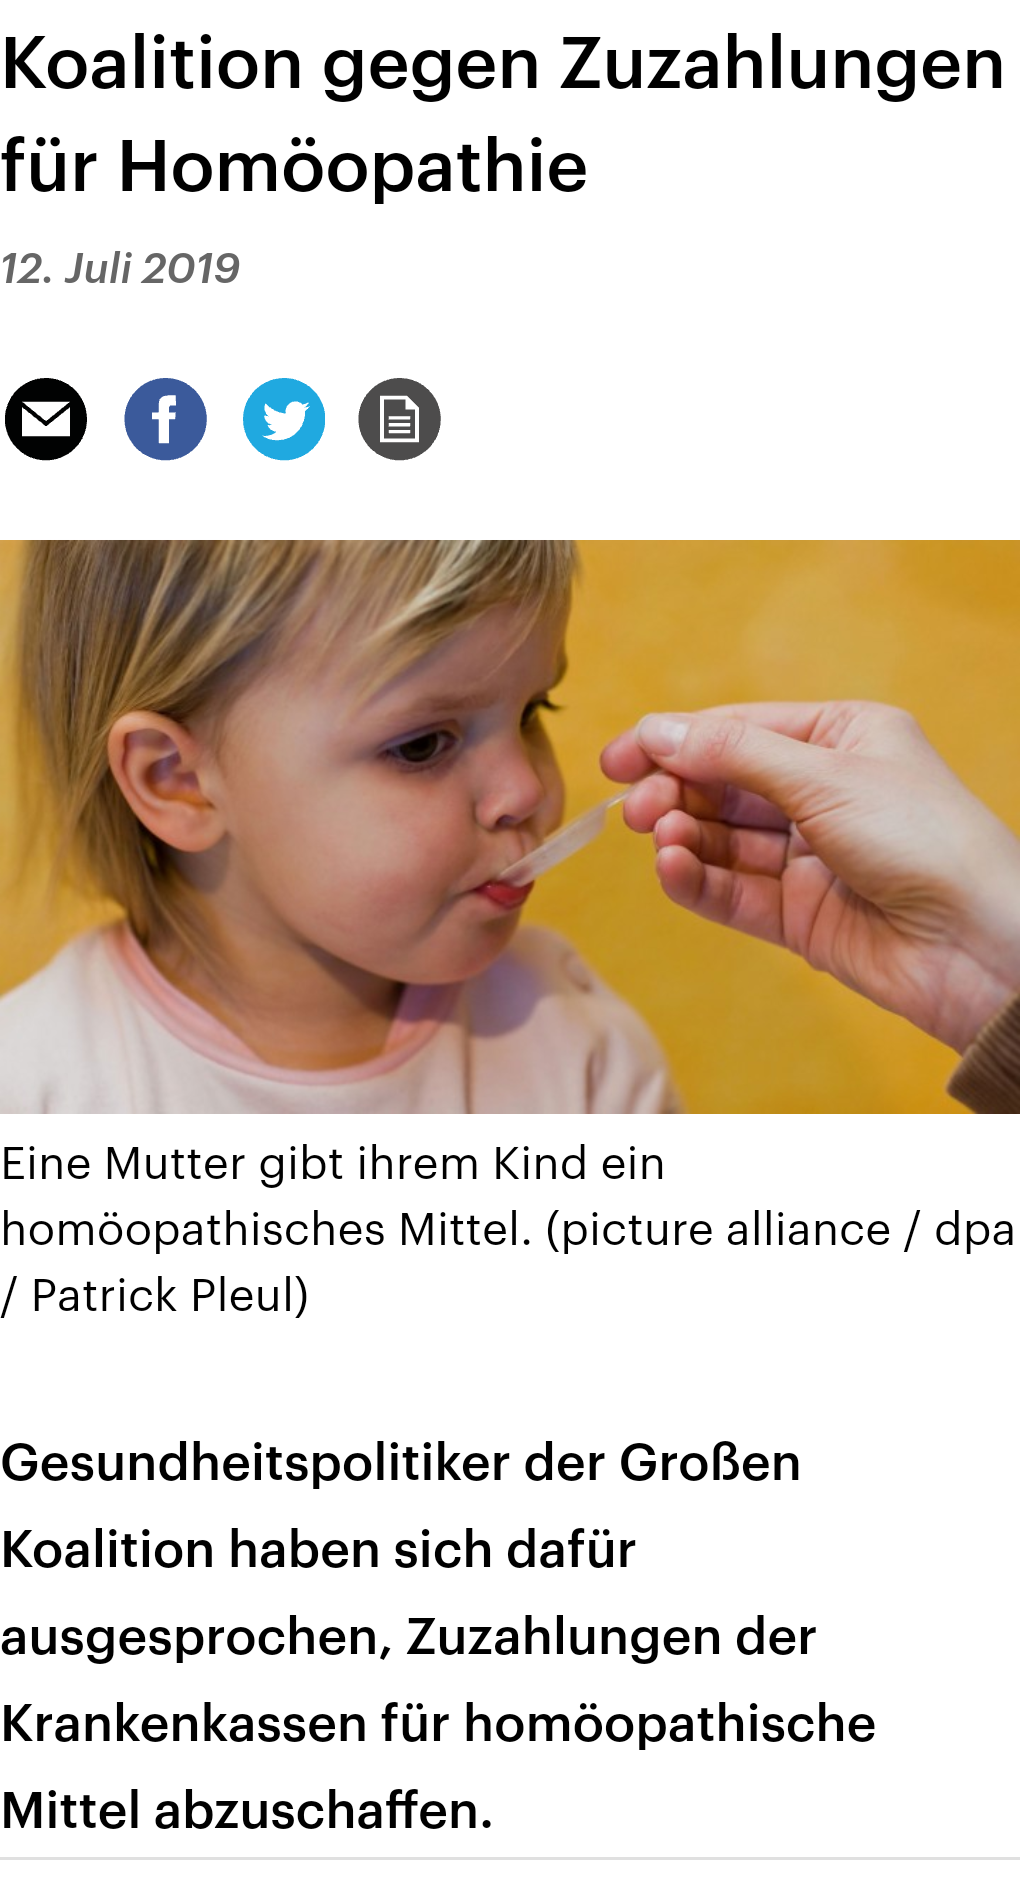 Koalition gegen Zuzahlungen
für Homöopathie
12. Juli 2019
Eine Mutter gibt ihrem Kind ein
homöopathisches Mittel. (picture alliance / dpa
/ Patrick Pleul)
Gesundheitspolitiker der Großen
Koalition haben sich dafür
ausgesprochen, Zuzahlungen der
Krankenkassen für homöopathische
Mittel abzuschaffen.